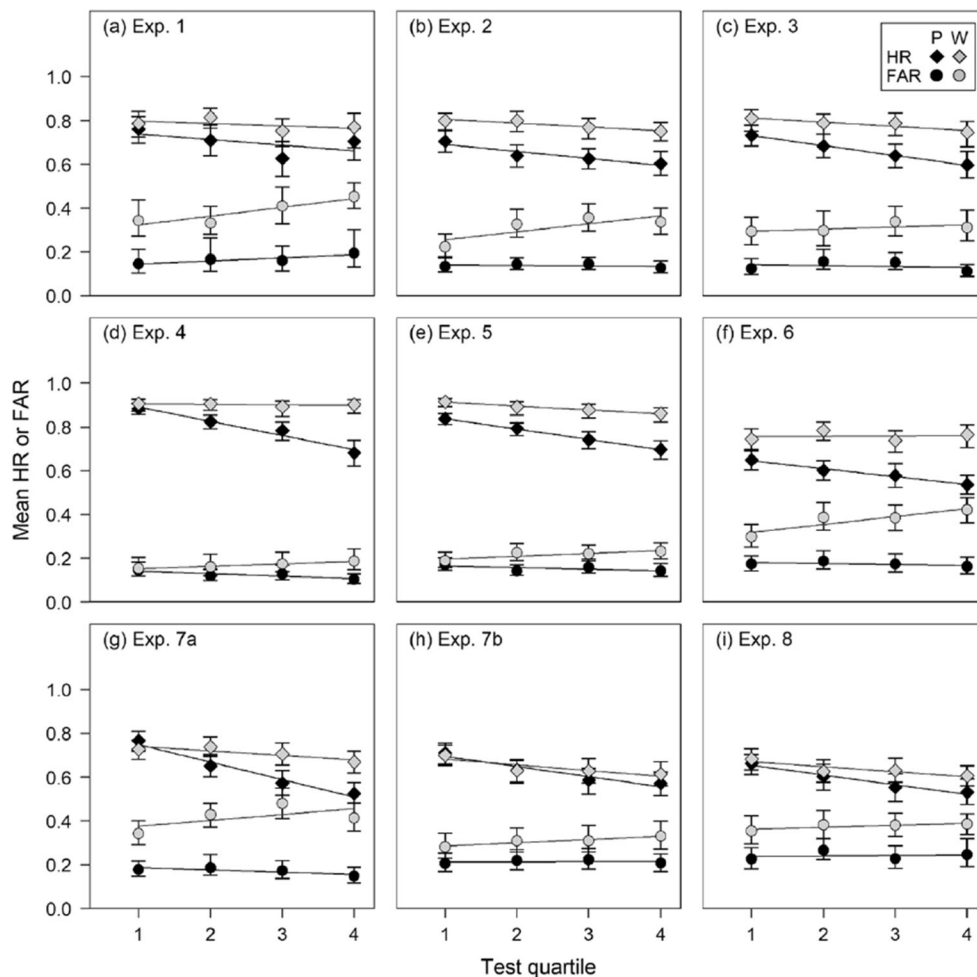 (a) Exp. 1
(b) Exp. 2
(c) Exp. 3
P W
HR
FAR
1.0
0.8
0.6
0.4
0.2
0.0
(d) Exp. 4
(e) Exp. 5
(f) Exp. 6
1.0
0.8
0.6
0.4
0.2
0.0
Mean HR or FAR
(g) Exp. 7a
(h) Exp. 7b
(i) Exp. 8
1.0
0.8
0.6
0.4
0.2
0.0
1 2 3 4
1 2 3 4
1 2 3 4
Test quartile